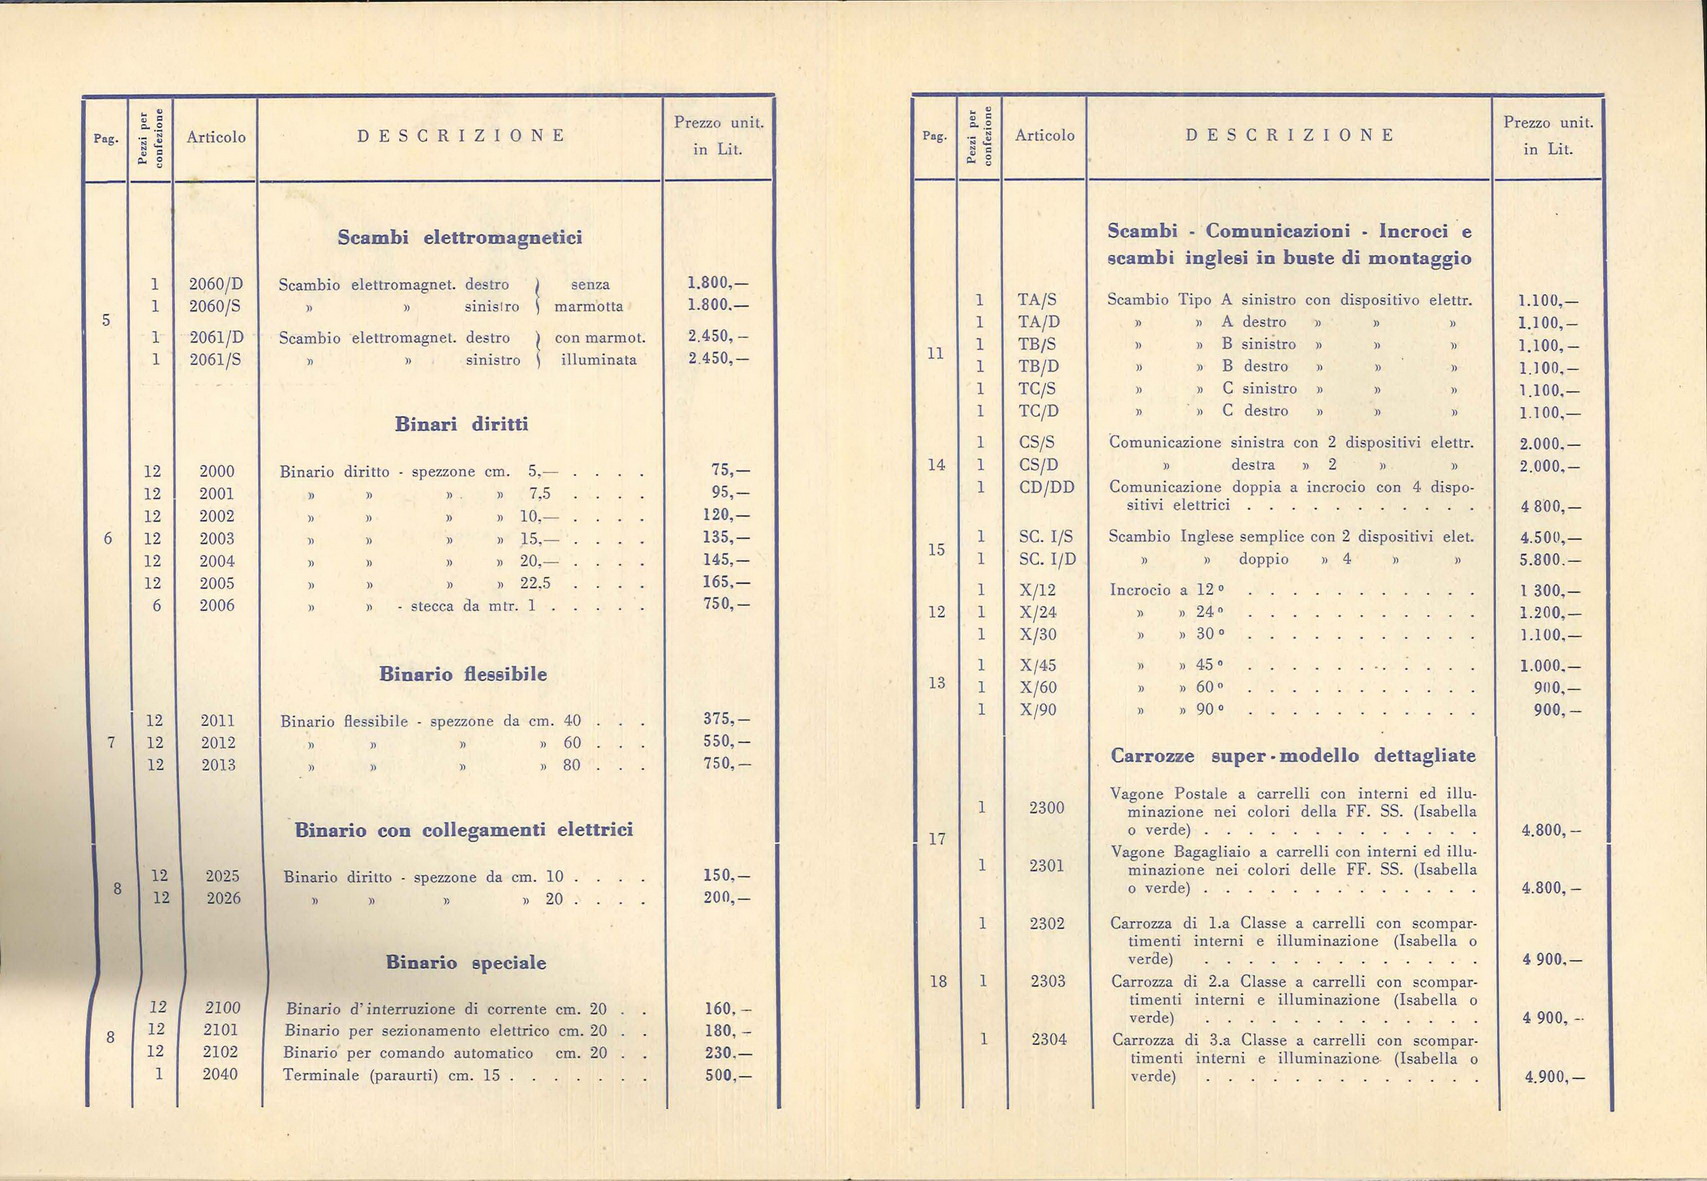 Pag. Pezzi per confezione Articolo DESCRIZIONE Prezzo unit. in Lit.
Scambi elettromagnetici
1 2060/D Scambio elettromagnet. destro } senza 1.800,—
1 2060/S » » sinistro } marmotta 1.800.—
5
1 2061/D Scambio elettromagnet. destro } con marmot. 2.450,—
1 2061/S » » sinistro } illuminata 2.450,—
Binari diritti
12 2000 Binario diritto - spezzone cm. 5,— . . . . 75,—
12 2001 » » » » 7,5 . . . . 95,—
12 2002 » » » » 10,— . . . . 120,—
6 12 2003 » » » » 15,— . . . . 135,—
12 2004 » » » » 20,— . . . . 145,—
12 2005 » » » » 22,5 . . . . 165,—
6 2006 » » - stecca da mtr. 1 . . . . . 750,—
Binario flessibile
12 2011 Binario flessibile - spezzone da cm. 40 . . . 375,—
7 12 2012 » » » » 60 . . . 550,—
12 2013 » » » » 80 . . . 750,—
Binario con collegamenti elettrici
12 2025 Binario diritto - spezzone da cm. 10 . . . . 150,—
8
12 2026 » » » » 20 . . . . 200,—
Binario speciale
12 2100 Binario d'interruzione di corrente cm. 20 . . 160,—
8 12 2101 Binario per sezionamento elettrico cm. 20 . . 180,—
12 2102 Binario per comando automatico cm. 20 . . 230.—
1 2040 Terminale (paraurti) cm. 15 . . . . . . . 500,—
Pag. Pezzi per confezione Articolo DESCRIZIONE Prezzo unit. in Lit.
Scambi - Comunicazioni - Incroci e
scambi inglesi in buste di montaggio
1 TA/S Scambio Tipo A sinistro con dispositivo elettr. 1.100,—
1 TA/D » » A destro » » » 1.100,—
1 TB/S » » B sinistro » » » 1.100,—
11
1 TB/D » » B destro » » » 1.100,—
1 TC/S » » C sinistro » » » 1.100,—
1 TC/D » » C destro » » » 1.100,—
1 CS/S Comunicazione sinistra con 2 dispositivi elettr. 2.000.—
14 1 CS/D » destra » 2 » » 2.000,—
1 CD/DD Comunicazione doppia a incrocio con 4 dispo-
sitivi elettrici . . . . . . . . . . . 4 800,—
1 SC. I/S Scambio Inglese semplice con 2 dispositivi elet. 4.500,—
15
1 SC. I/D » » doppio » 4 » » 5.800.—
1 X/12 Incrocio a 12° . . . . . . . . . . . 1 300,—
12 1 X/24 » » 24° . . . . . . . . . . . 1.200,—
1 X/30 » » 30° . . . . . . . . . . . 1.100,—
1 X/45 » » 45° . . . . . . . . . . . 1.000.—
13
1 X/60 » » 60° . . . . . . . . . . . 900,—
1 X/90 » » 90° . . . . . . . . . . . 900,—
Carrozze super-modello dettagliate
Vagone Postale a carrelli con interni ed illu-
1 2300 minazione nei colori della FF. SS. (Isabella
o verde) . . . . . . . . . . . . . 4.800,—
17
Vagone Bagagliaio a carrelli con interni ed illu-
1 2301 minazione nei colori delle FF. SS. (Isabella
o verde) . . . . . . . . . . . . . 4.800,—
1 2302 Carrozza di 1.a Classe a carrelli con scompar-
timenti interni e illuminazione (Isabella o
verde) . . . . . . . . . . . . . 4 900.—
18 1 2303 Carrozza di 2.a Classe a carrelli con scompar-
timenti interni e illuminazione (Isabella o
verde) . . . . . . . . . . . . . 4 900,—
1 2304 Carrozza di 3.a Classe a carrelli con scompar-
timenti interni e illuminazione (Isabella o
verde) . . . . . . . . . . . . . 4.900,—